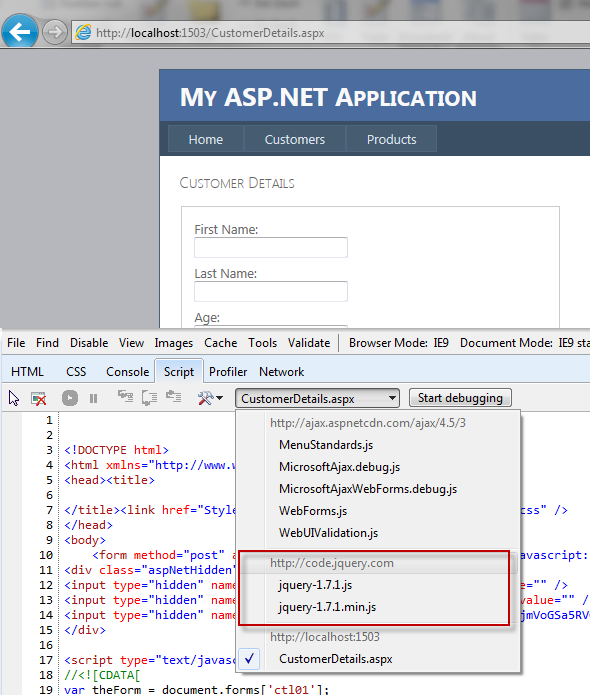 http://localhost:1503/CustomerDetails.aspx
My ASP.NET Application
Home Customers Products
Customer Details
First Name:
Last Name:
Age:
File Find Disable View Images Cache Tools Validate Browser Mode: IE9 Document Mode: IE9 sta
HTML CSS Console Script Profiler Network
CustomerDetails.aspx Start debugging
http://ajax.aspnetcdn.com/ajax/4.5/3
MenuStandards.js
MicrosoftAjax.debug.js
MicrosoftAjaxWebForms.debug.js
WebForms.js
WebUIValidation.js
http://code.jquery.com
jquery-1.7.1.js
jquery-1.7.1.min.js
http://localhost:1503
CustomerDetails.aspx
1
2
3 <!DOCTYPE html>
4 <html xmlns="http://www.w
5 <head><title>
6
7 </title><link href="Style css" />
8 </head>
9 <body>
10 <form method="post" a avascript:
11 <div class="aspNetHidden"
12 <input type="hidden" nam ="" />
13 <input type="hidden" nam value="" /
14 <input type="hidden" nam jmVoGSa5RV
15 </div>
16
17 <script type="text/javasc
18 //<![CDATA[
19 var theForm = document.forms['ctl01'];